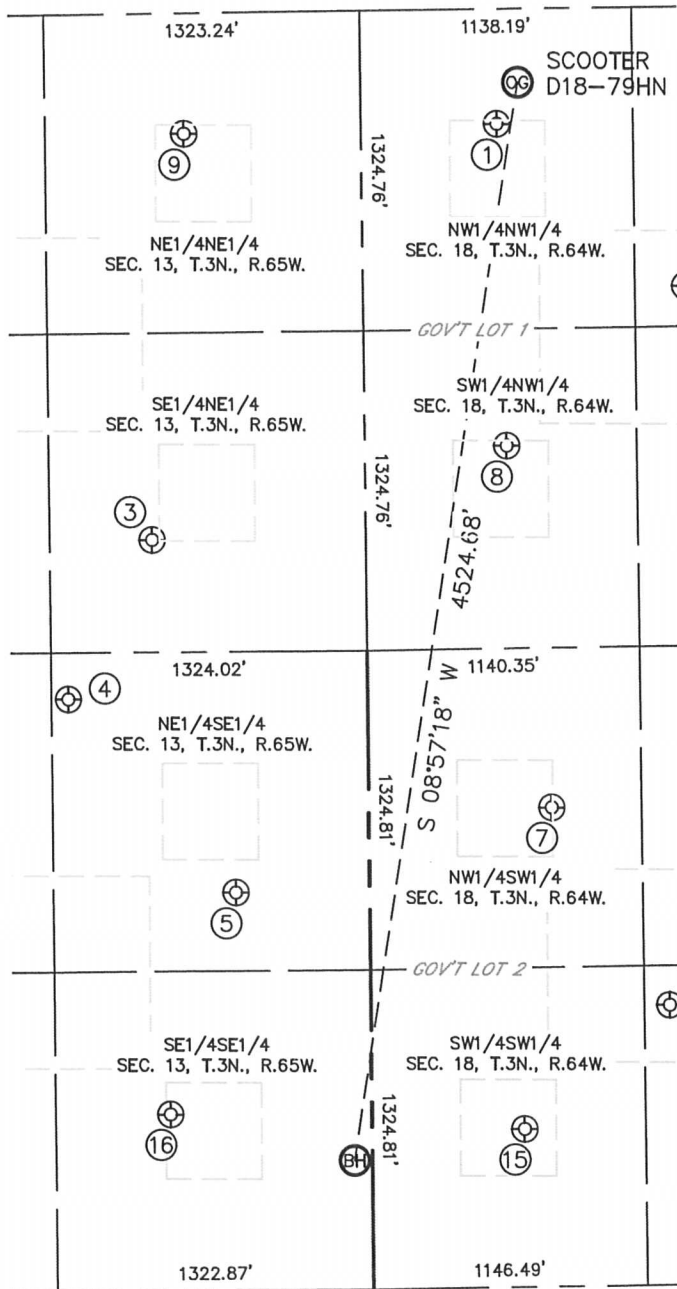 1323.24'
1138.19'
OG
SCOOTER
D18-79HN
9
1
1324.76'
NE1/4NE1/4
SEC. 13, T.3N., R.65W.
NW1/4NW1/4
SEC. 18, T.3N., R.64W.
GOV'T LOT 1
SE1/4NE1/4
SEC. 13, T.3N., R.65W.
SW1/4NW1/4
SEC. 18, T.3N., R.64W.
3
8
1324.76'
4524.68'
S 08°57'18" W
1324.02'
1140.35'
4
NE1/4SE1/4
SEC. 13, T.3N., R.65W.
1324.81'
7
5
NW1/4SW1/4
SEC. 18, T.3N., R.64W.
GOV'T LOT 2
SE1/4SE1/4
SEC. 13, T.3N., R.65W.
SW1/4SW1/4
SEC. 18, T.3N., R.64W.
1324.81'
16
BH
15
1322.87'
1146.49'